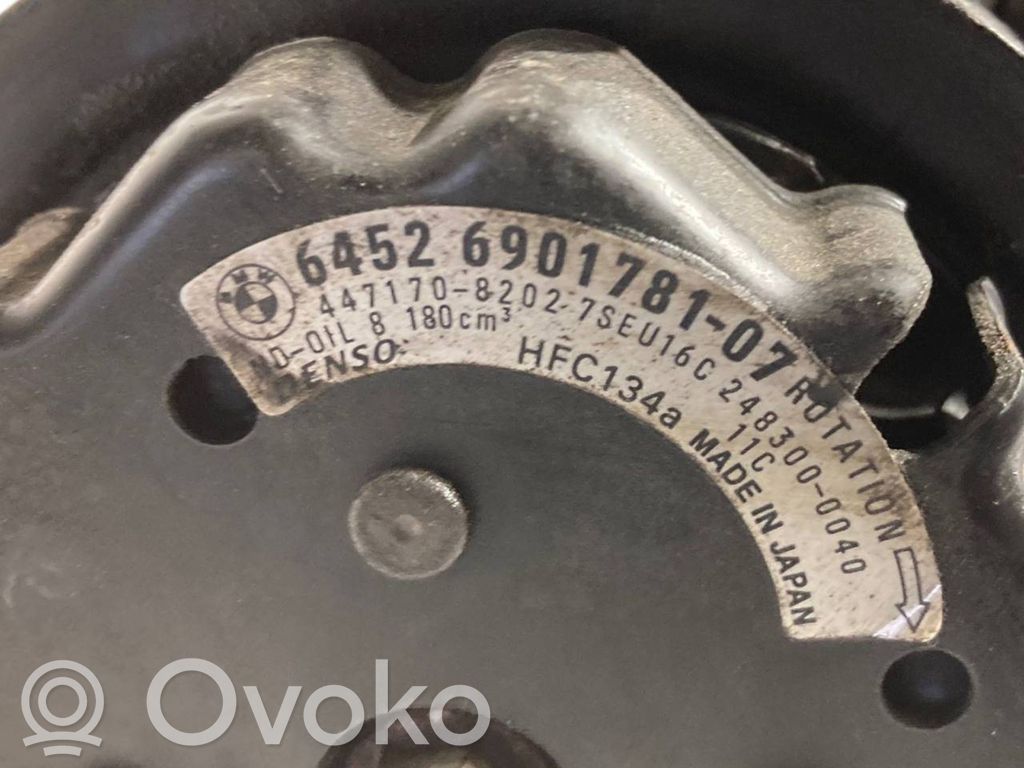 BMW
6452 6901781-07 ROTATION
447170-8202 7SEU16C 248300-0040
ND-OIL 8 180cm³ 11C
DENSO HFC134a MADE IN JAPAN
Ovoko